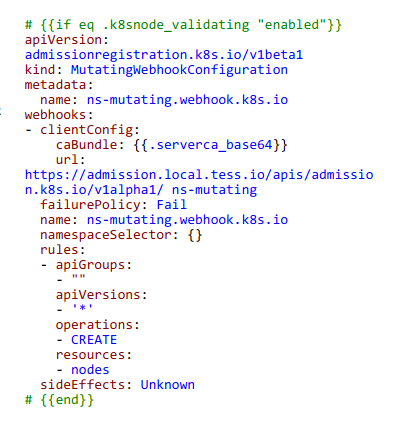 # {{if eq .k8snode_validating "enabled"}}
apiVersion:
admissionregistration.k8s.io/v1beta1
kind: MutatingWebhookConfiguration
metadata:
  name: ns-mutating.webhook.k8s.io
webhooks:
- clientConfig:
    caBundle: {{.serverca_base64}}
    url:
https://admission.local.tess.io/apis/admissio
n.k8s.io/v1alpha1/ ns-mutating
  failurePolicy: Fail
  name: ns-mutating.webhook.k8s.io
  namespaceSelector: {}
  rules:
  - apiGroups:
    - ""
    apiVersions:
    - '*'
    operations:
    - CREATE
    resources:
    - nodes
  sideEffects: Unknown
# {{end}}